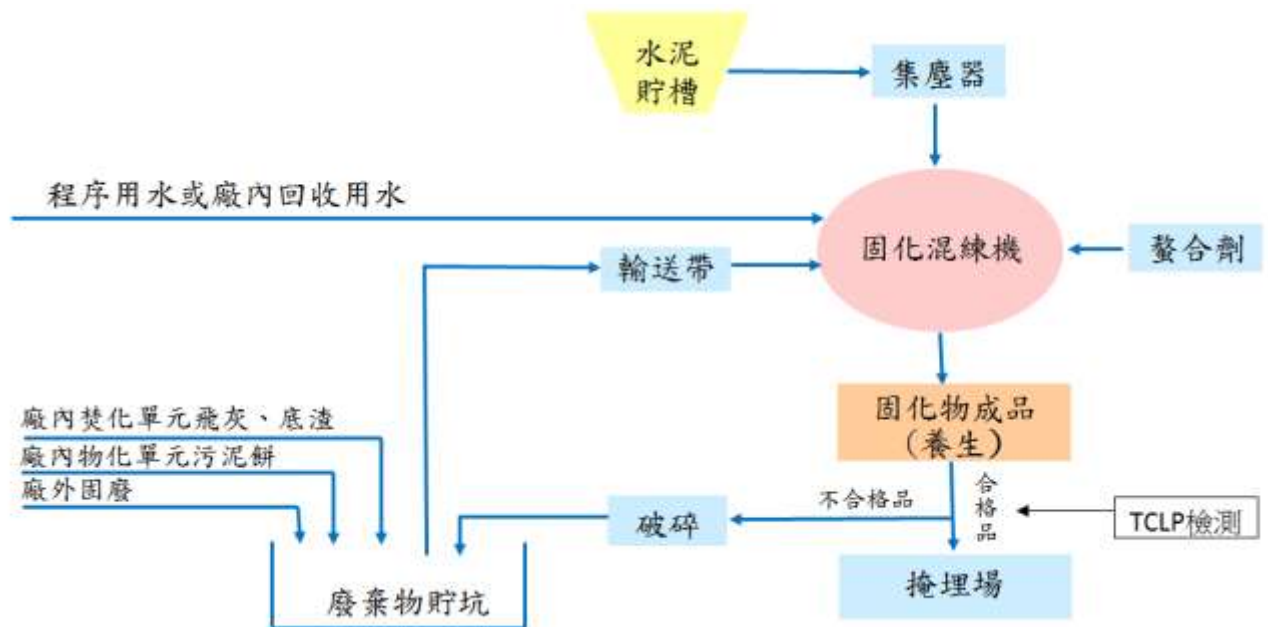 水泥
貯槽
集塵器
程序用水或廠內回收用水
固化混練機
螯合劑
輸送帶
固化物成品
(養生)
廠內焚化單元飛灰、底渣
廠內物化單元污泥餅
廠外固廢
破碎
不合格品
合格品
TCLP檢測
掩埋場
廢棄物貯坑